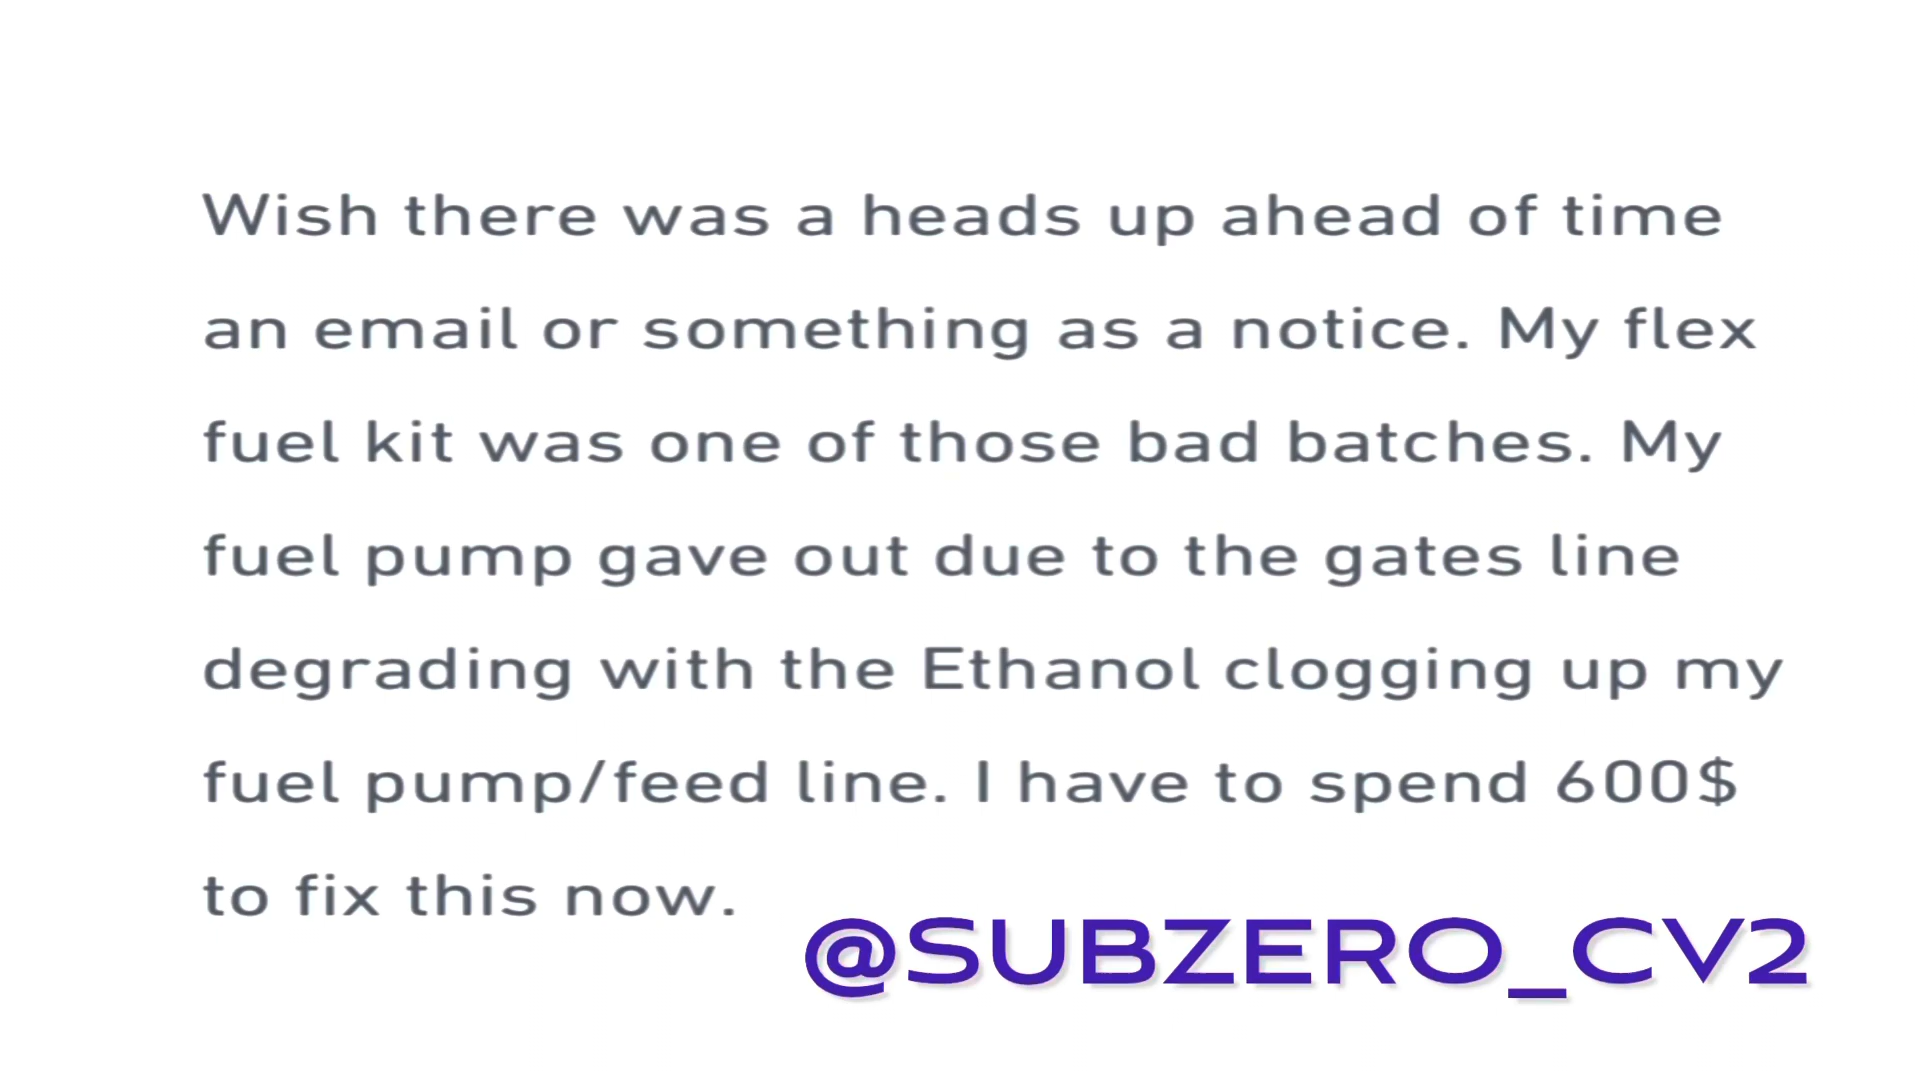 Wish there was a heads up ahead of time
an email or something as a notice. My flex
fuel kit was one of those bad batches. My
fuel pump gave out due to the gates line
degrading with the Ethanol clogging up my
fuel pump/feed line. I have to spend 600$
to fix this now.
@SUBZERO_CV2